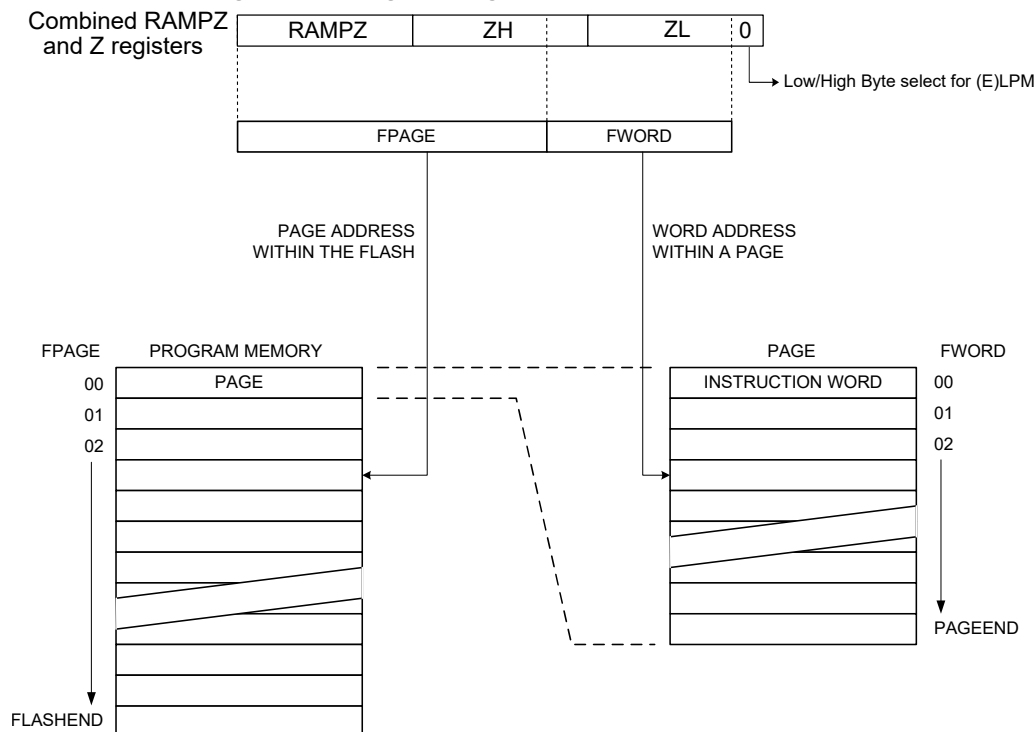 Combined RAMPZ
and Z registers
RAMPZ ZH ZL 0
Low/High Byte select for (E)LPM
FPAGE FWORD
PAGE ADDRESS
WITHIN THE FLASH
WORD ADDRESS
WITHIN A PAGE
FPAGE PROGRAM MEMORY
00 PAGE
01
02
FLASHEND
PAGE FWORD
INSTRUCTION WORD 00
01
02
PAGEEND